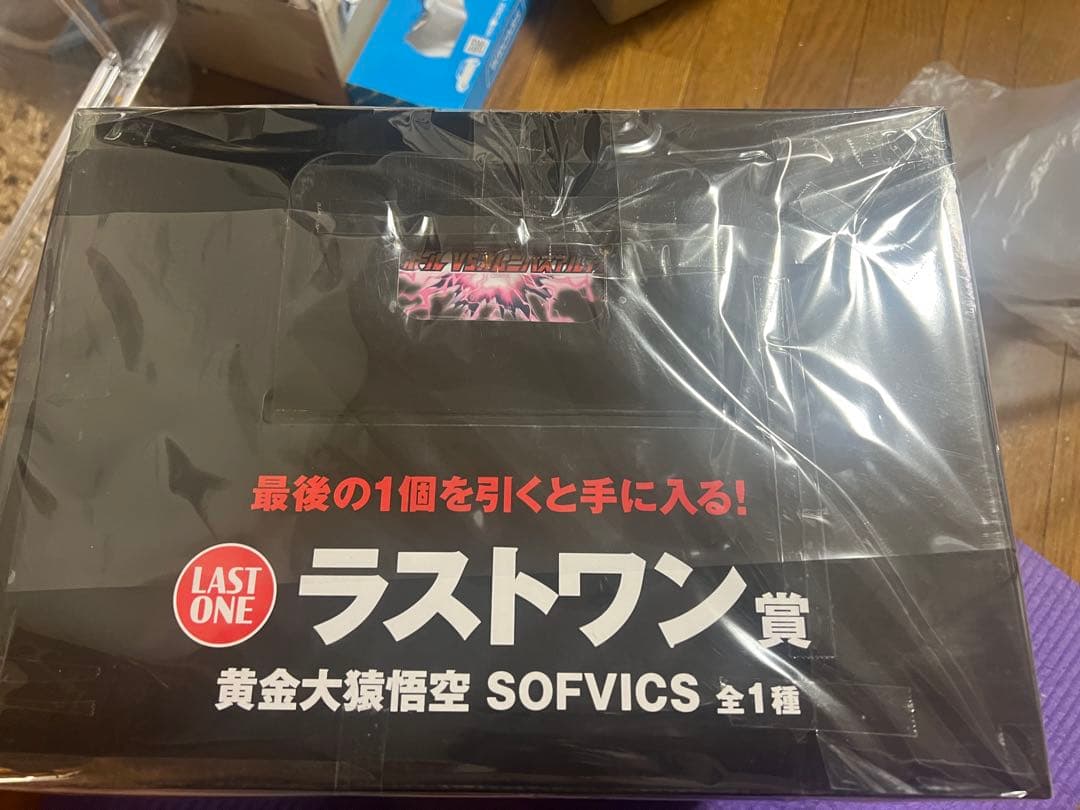 最後の1個を引くと手に入る!
LAST
ONE
ラストワン賞
黄金大猿悟空 SOFVICS 全1種